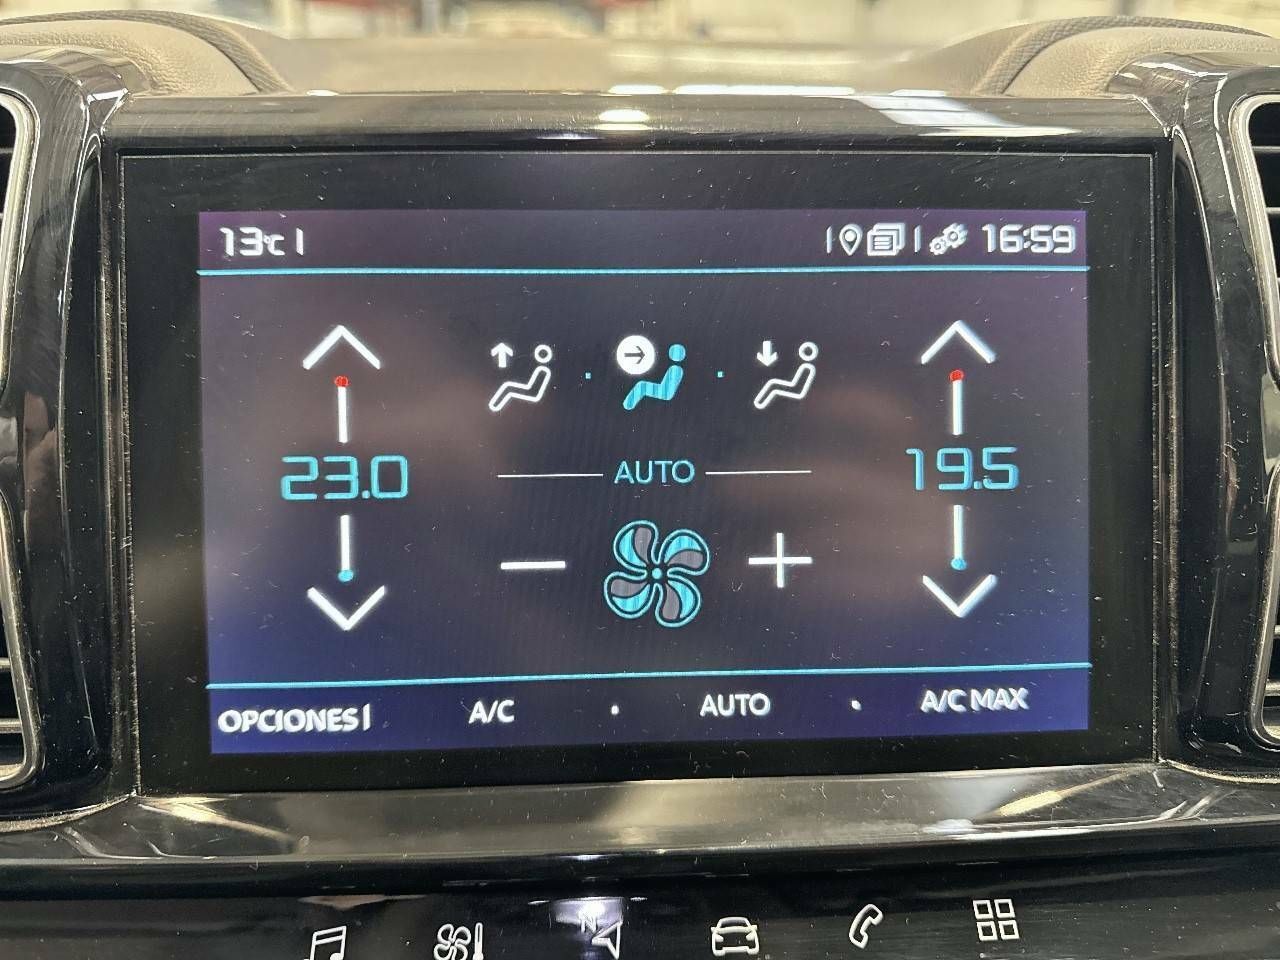 13°C
16:59
23.0
AUTO
19.5
OPCIONES
A/C
AUTO
A/C MAX
N